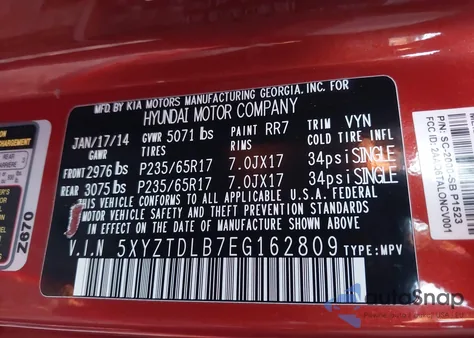 MFD. BY KIA MOTORS MANUFACTURING GEORGIA, INC. FOR
HYUNDAI MOTOR COMPANY
JAN/17/14 GVWR 5071 lbs PAINT RR7 TRIM VYN
GAWR TIRES RIMS COLD TIRE INFL
FRONT 2976 lbs P235/65R17 7.0JX17 34psi SINGLE
REAR 3075 lbs P235/65R17 7.0JX17 34psi SINGLE
THIS VEHICLE CONFORMS TO ALL APPLICABLE U.S.A. FEDERAL
MOTOR VEHICLE SAFETY, BUMPER, AND THEFT PREVENTION
STANDARDS IN EFFECT ON THE DATE OF MANUFACTURE SHOWN ABOVE.
V.I.N 5XYZTDLB7EG162809 TYPE:MPV
Z670
P1523
autoSnap